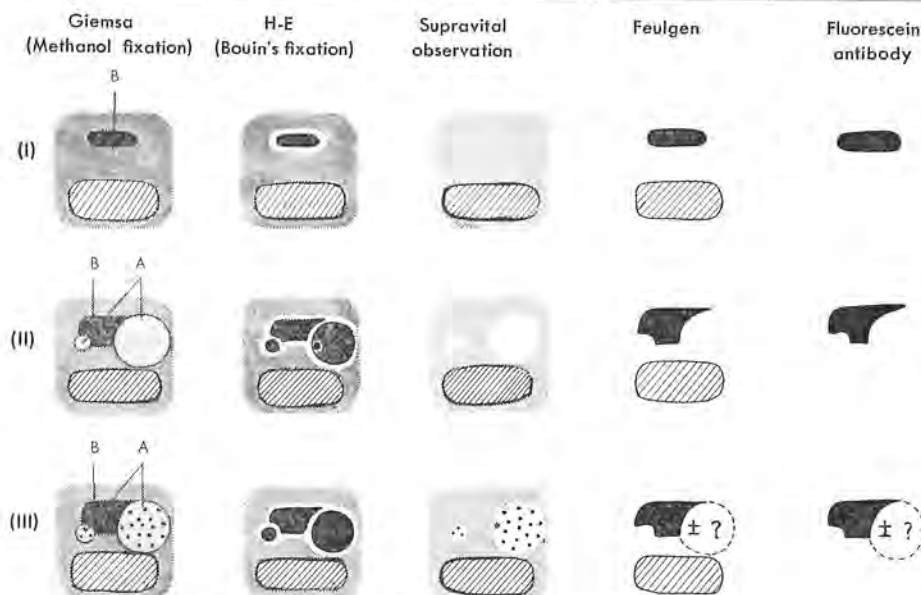 Giemsa
(Methanol fixation)
H-E
(Bouin's fixation)
Supravital
observation
Feulgen
Fluorescein
antibody
B
(I)
B A
(II)
B A
(III)
± ?
± ?